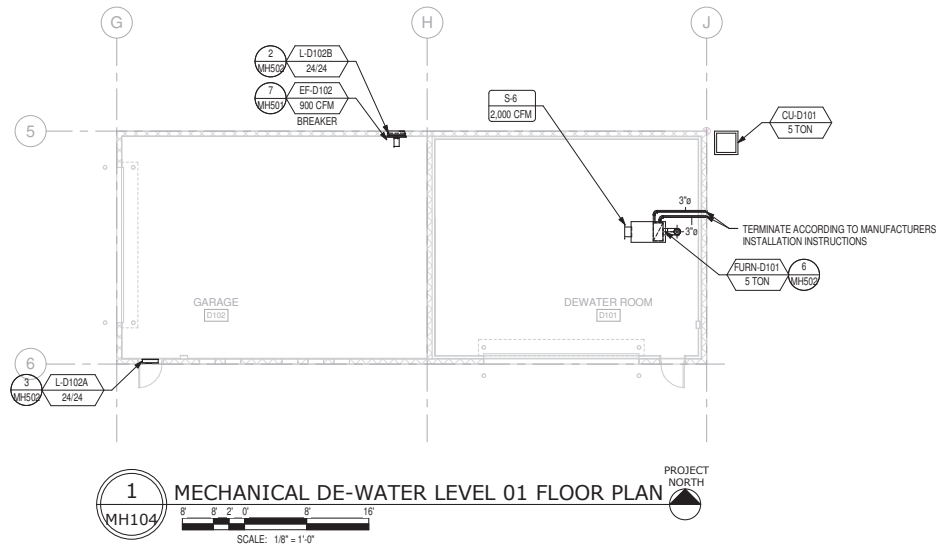 G
H
J
2
L-D102B
MH502
24/24
7
EF-D102
MH501
900 CFM
BREAKER
S-6
2,000 CFM
CU-D101
5 TON
5
3"ø
3"ø
TERMINATE ACCORDING TO MANUFACTURERS
INSTALLATION INSTRUCTIONS
FURN-D101
6
5 TON
MH502
GARAGE
D102
DEWATER ROOM
D101
6
3
L-D102A
MH502
24/24
1
MH104
MECHANICAL DE-WATER LEVEL 01 FLOOR PLAN
PROJECT
NORTH
8' 8' 2' 0' 8' 16'
SCALE: 1/8" = 1'-0"